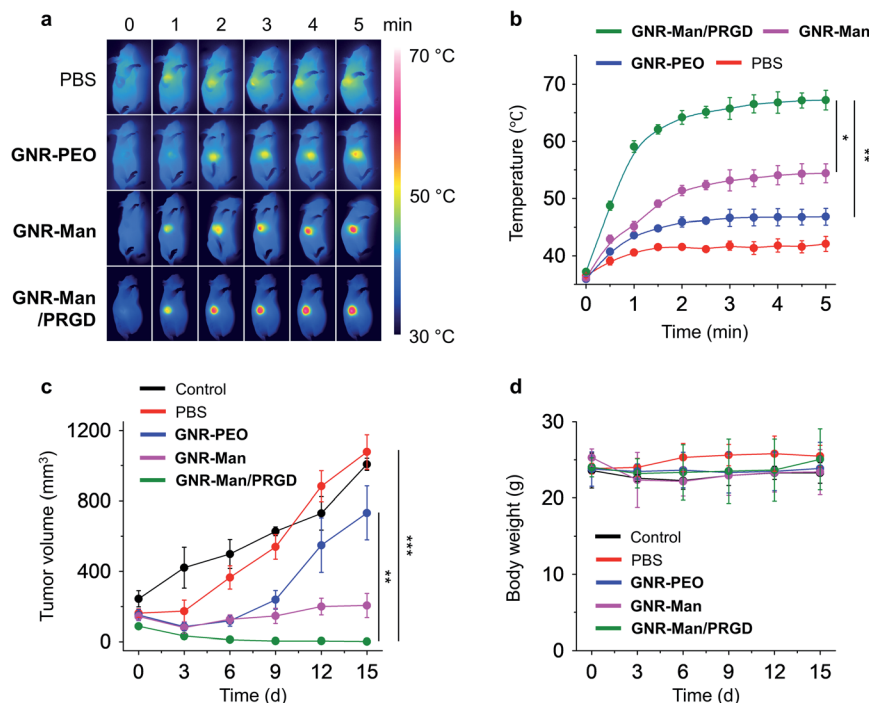 a
0 1 2 3 4 5 min
PBS
GNR-PEO
GNR-Man
GNR-Man
/PRGD
70 °C
50 °C
30 °C
b
GNR-Man/PRGD GNR-Man
GNR-PEO PBS
Temperature (°C)
70
60
50
40
*
**
0 1 2 3 4 5
Time (min)
c
Control
PBS
GNR-PEO
GNR-Man
GNR-Man/PRGD
Tumor volume (mm³)
1200
800
400
0
**
***
0 3 6 9 12 15
Time (d)
d
Body weight (g)
30
20
10
0
Control
PBS
GNR-PEO
GNR-Man
GNR-Man/PRGD
0 3 6 9 12 15
Time (d)